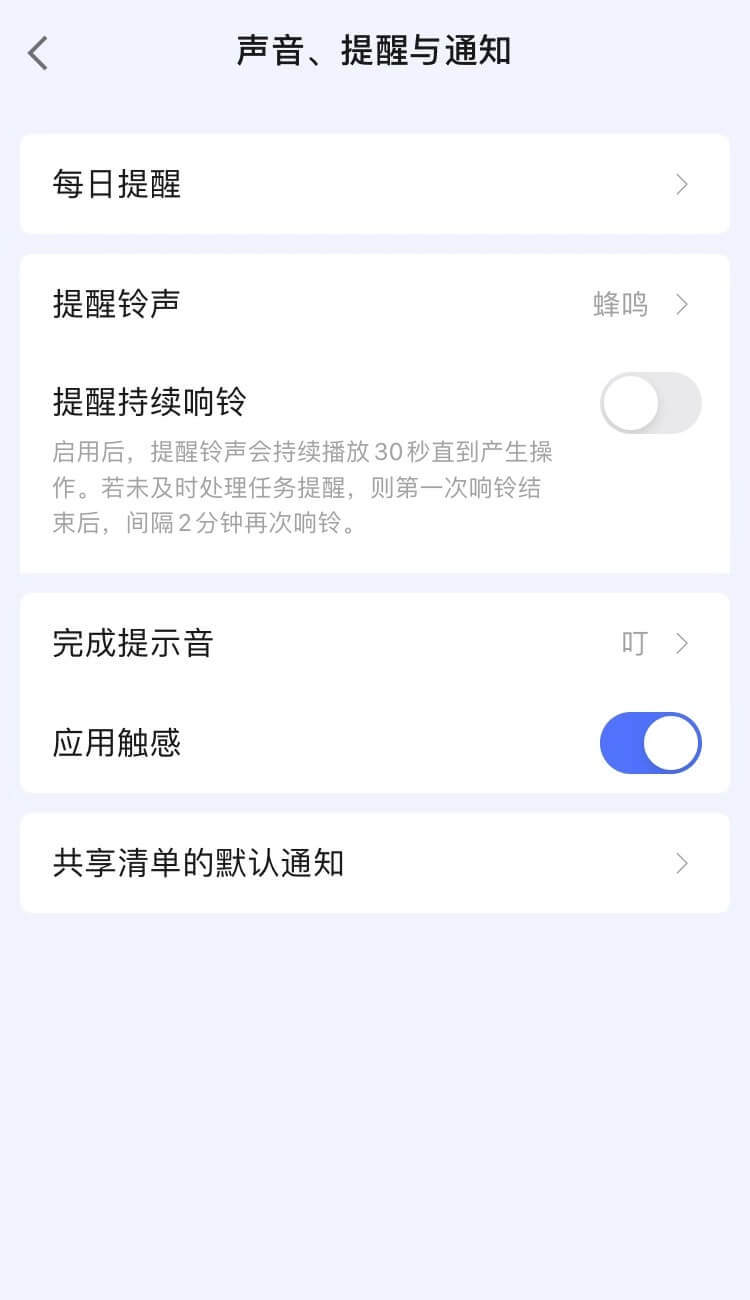 声音、提醒与通知
每日提醒
提醒铃声
蜂鸣
提醒持续响铃
启用后，提醒铃声会持续播放30秒直到产生操
作。若未及时处理任务提醒，则第一次响铃结
束后，间隔2分钟再次响铃。
完成提示音
叮
应用触感
共享清单的默认通知